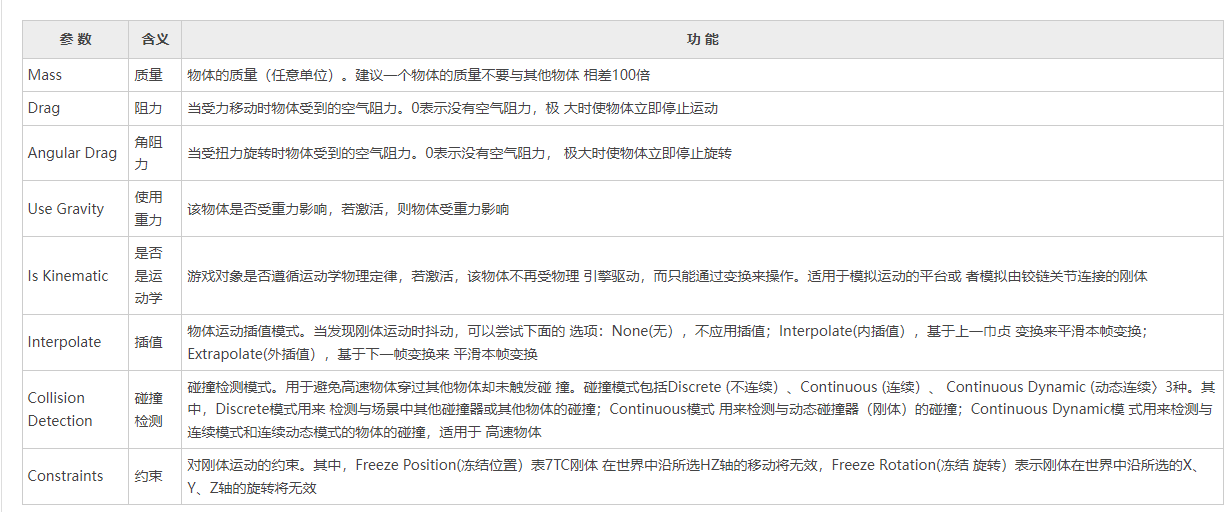 参 数 含义 功 能
Mass 质量 物体的质量（任意单位）。建议一个物体的质量不要与其他物体 相差100倍
Drag 阻力 当受力移动时物体受到的空气阻力。0表示没有空气阻力，极 大时使物体立即停止运动
Angular Drag 角阻
力
当受扭力旋转时物体受到的空气阻力。0表示没有空气阻力， 极大时使物体立即停止旋转
Use Gravity 使用
重力
该物体是否受重力影响，若激活，则物体受重力影响
Is Kinematic 是否
是运
动学
游戏对象是否遵循运动学物理定律，若激活，该物体不再受物理 引擎驱动，而只能通过变换来操作。适用于模拟运动的平台或 者模拟由铰链关节连接的刚体
Interpolate 插值 物体运动插值模式。当发现刚体运动时抖动，可以尝试下面的 选项：None(无），不应用插值；Interpolate(内插值），基于上一巾贞 变换来平滑本帧变换；
Extrapolate(外插值），基于下一帧变换来 平滑本帧变换
Collision
Detection
碰撞
检测
碰撞检测模式。用于避免高速物体穿过其他物体却未触发碰 撞。碰撞模式包括Discrete (不连续）、Continuous (连续）、 Continuous Dynamic (动态连续〉3种。其
中，Discrete模式用来 检测与场景中其他碰撞器或其他物体的碰撞；Continuous模式 用来检测与动态碰撞器（刚体）的碰撞；Continuous Dynamic模 式用来检测与
连续模式和连续动态模式的物体的碰撞，适用于 高速物体
Constraints 约束 对刚体运动的约束。其中，Freeze Position(冻结位置）表7TC刚体 在世界中沿所选HZ轴的移动将无效，Freeze Rotation(冻结 旋转）表示刚体在世界中沿所选的X、
Y、Z轴的旋转将无效